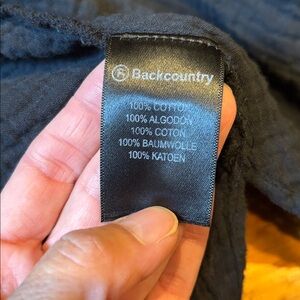 Backcountry
100% COTTON
100% ALGODON
100% COTON
100% BAUMWOLLE
100% KATOEN